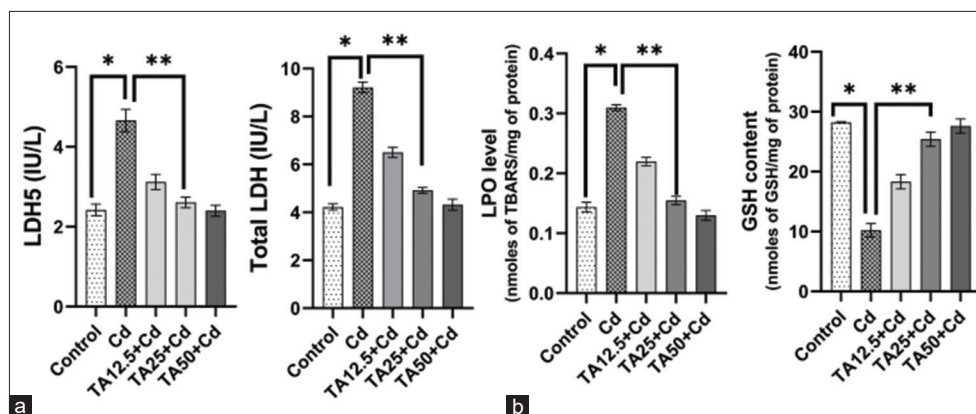 LDH5 (IU/L)
6
4
2
0
*
**
Control
Cd
TA12.5+Cd
TA25+Cd
TA50+Cd
Total LDH (IU/L)
10
8
6
4
2
0
*
**
Control
Cd
TA12.5+Cd
TA25+Cd
TA50+Cd
a
LPO level
(nmoles of TBARS/mg of protein)
0.4
0.3
0.2
0.1
0.0
*
**
Control
Cd
TA12.5+Cd
TA25+Cd
TA50+Cd
GSH content
(nmoles of GSH/mg of protein)
40
30
20
10
0
*
**
Control
Cd
TA12.5+Cd
TA25+Cd
TA50+Cd
b